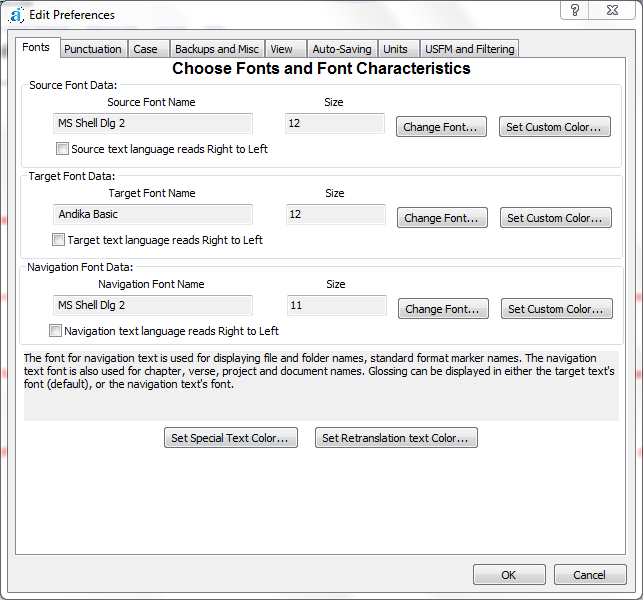 Edit Preferences
Fonts Punctuation Case Backups and Misc View Auto-Saving Units USFM and Filtering
Choose Fonts and Font Characteristics
Source Font Data:
Source Font Name Size
MS Shell Dlg 2 12 Change Font... Set Custom Color...
Source text language reads Right to Left
Target Font Data:
Target Font Name Size
Andika Basic 12 Change Font... Set Custom Color...
Target text language reads Right to Left
Navigation Font Data:
Navigation Font Name Size
MS Shell Dlg 2 11 Change Font... Set Custom Color...
Navigation text language reads Right to Left
The font for navigation text is used for displaying file and folder names, standard format marker names. The navigation
text font is also used for chapter, verse, project and document names. Glossing can be displayed in either the target text's
font (default), or the navigation text's font.
Set Special Text Color... Set Retranslation text Color...
OK Cancel